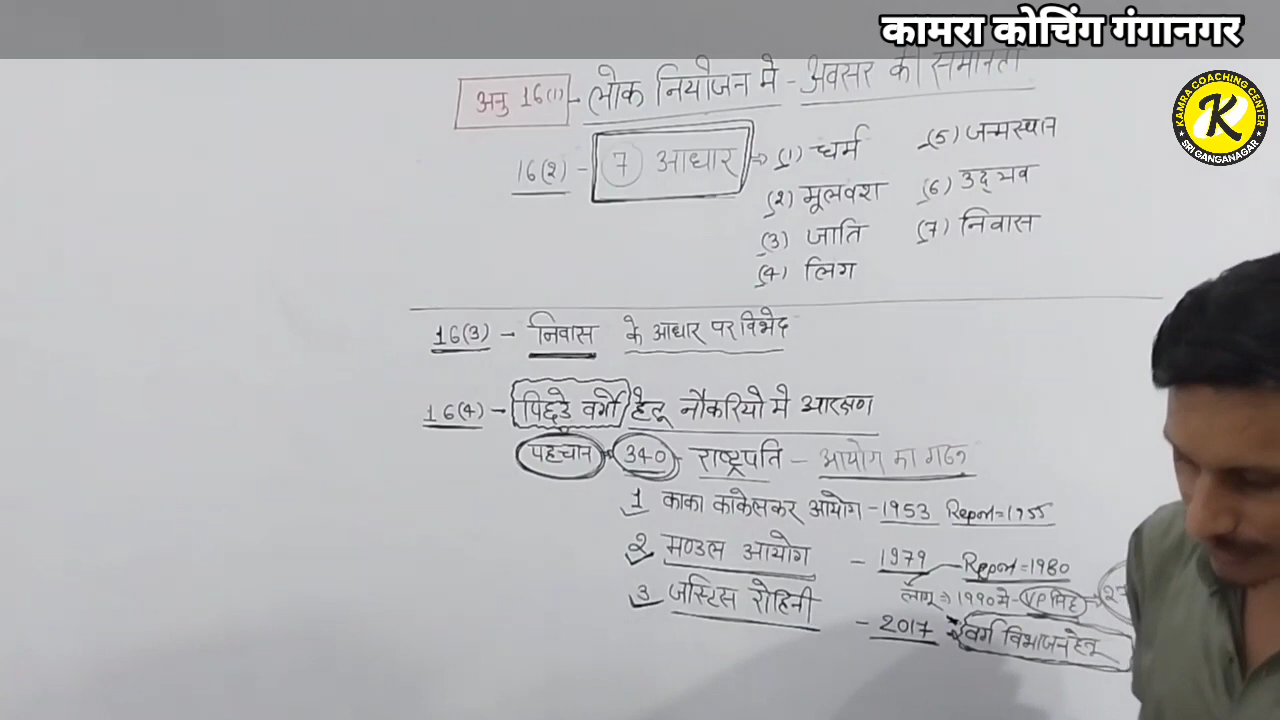 कामरा कोचिंग गंगानगर
KAMRA COACHING CENTER
K
SRI GANGANAGAR
अनु 16(1) - लोक नियोजन मे - अवसर की समानता
16(2) - 7 आधार → (1) धर्म
(2) मूलवश
(3) जाति
(4) लिग
(5) जन्मस्थान
(6) उद्भव
(7) निवास
16(3) - निवास के आधार पर विभेद
16(4) - पिछडे वर्गो हेतू नौकरियो मे आरक्षण
पहचान 340 - राष्ट्रपति - आयोग का गठन
1 काका कालेलकर आयोग - 1953 Report = 1955
2 मण्डल आयोग - 1979 - Report = 1980
लागू ⇒ 1990 मे - VP सिह →
3 जस्टिस रोहिनी - 2017 वर्ग विभाजन हेतू